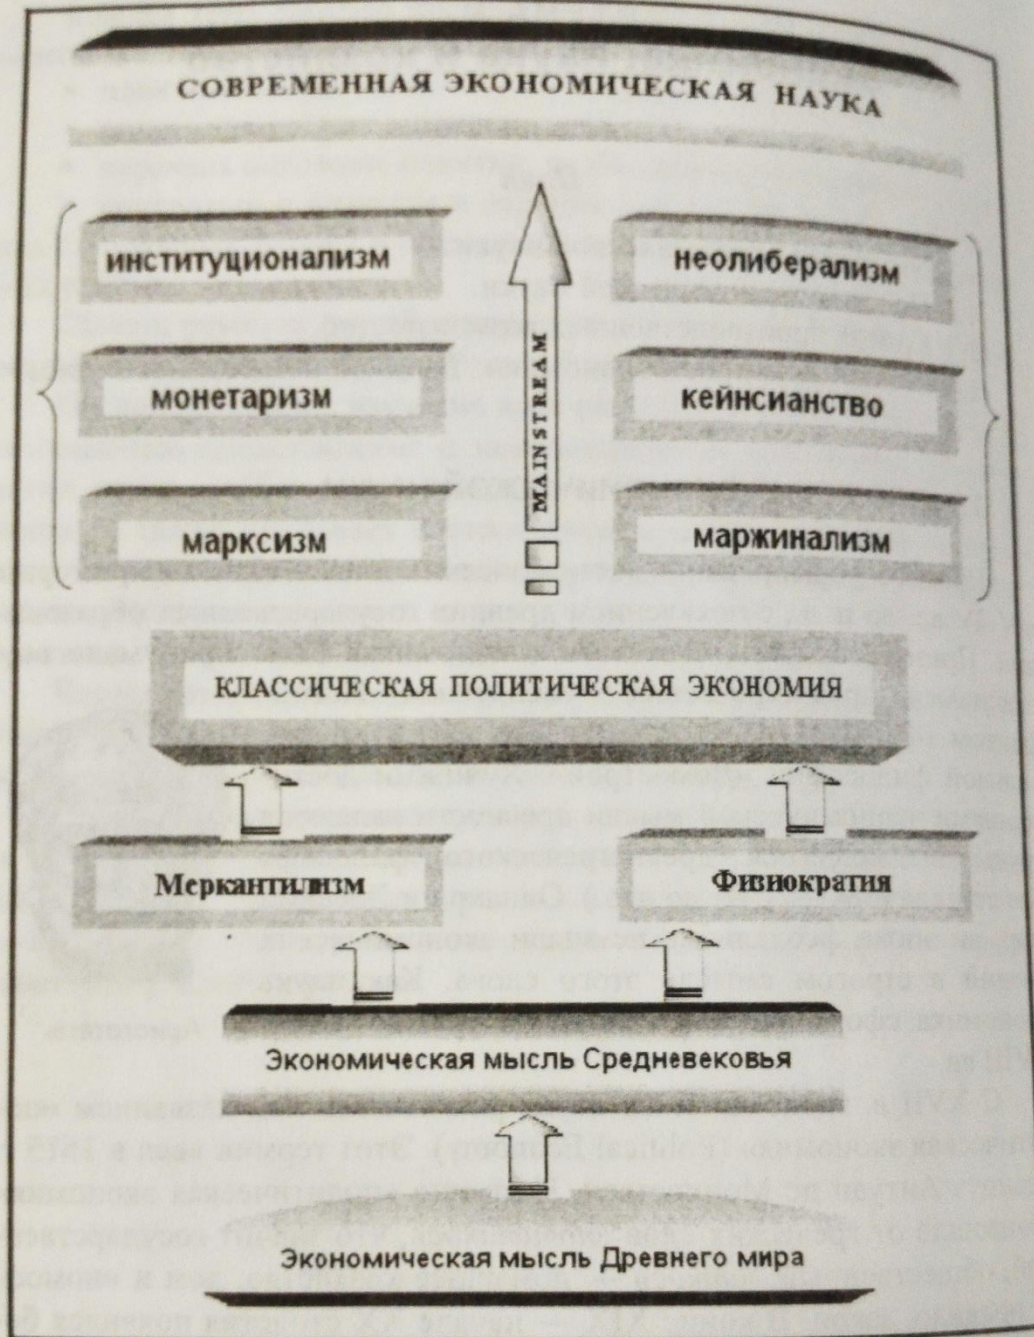 СОВРЕМЕННАЯ ЭКОНОМИЧЕСКАЯ НАУКА
институционализм
неолиберализм
монетаризм
кейнсианство
марксизм
маржинализм
MAINSTREAM
КЛАССИЧЕСКАЯ ПОЛИТИЧЕСКАЯ ЭКОНОМИЯ
Меркантилизм
Физиократия
Экономическая мысль Средневековья
Экономическая мысль Древнего мира